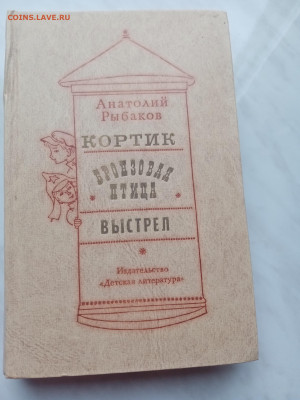 COINS.LAVE.RU
Анатолий
Рыбаков
КОРТИК
БРОНЗОВАЯ
ПТИЦА
ВЫСТРЕЛ
Издательство
«Детская литература»